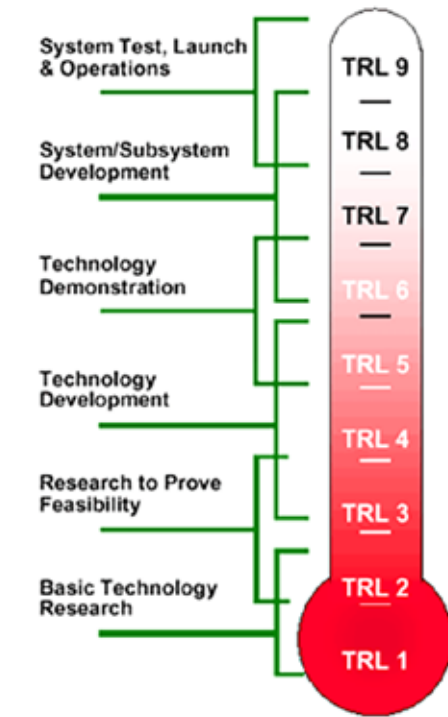 System Test, Launch
& Operations
System/Subsystem
Development
Technology
Demonstration
Technology
Development
Research to Prove
Feasibility
Basic Technology
Research
TRL 9
TRL 8
TRL 7
TRL 6
TRL 5
TRL 4
TRL 3
TRL 2
TRL 1